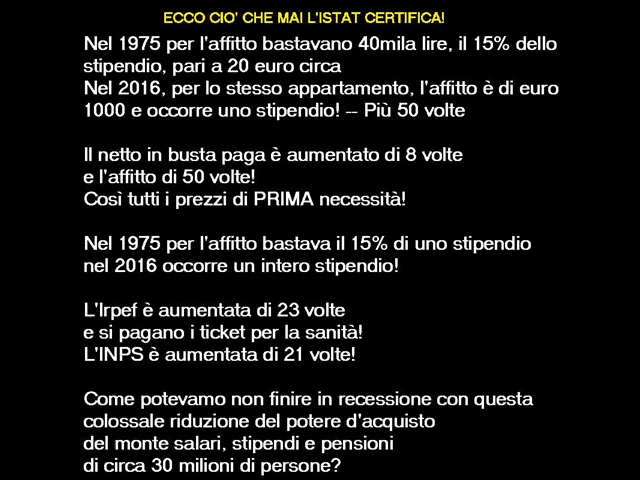 ECCO CIO' CHE MAI L'ISTAT CERTIFICA!
Nel 1975 per l'affitto bastavano 40mila lire, il 15% dello
stipendio, pari a 20 euro circa
Nel 2016, per lo stesso appartamento, l'affitto è di euro
1000 e occorre uno stipendio! -- Più 50 volte
Il netto in busta paga è aumentato di 8 volte
e l'affitto di 50 volte!
Così tutti i prezzi di PRIMA necessità!
Nel 1975 per l'affitto bastava il 15% di uno stipendio
nel 2016 occorre un intero stipendio!
L'Irpef è aumentata di 23 volte
e si pagano i ticket per la sanità!
L'INPS è aumentata di 21 volte!
Come potevamo non finire in recessione con questa
colossale riduzione del potere d'acquisto
del monte salari, stipendi e pensioni
di circa 30 milioni di persone?